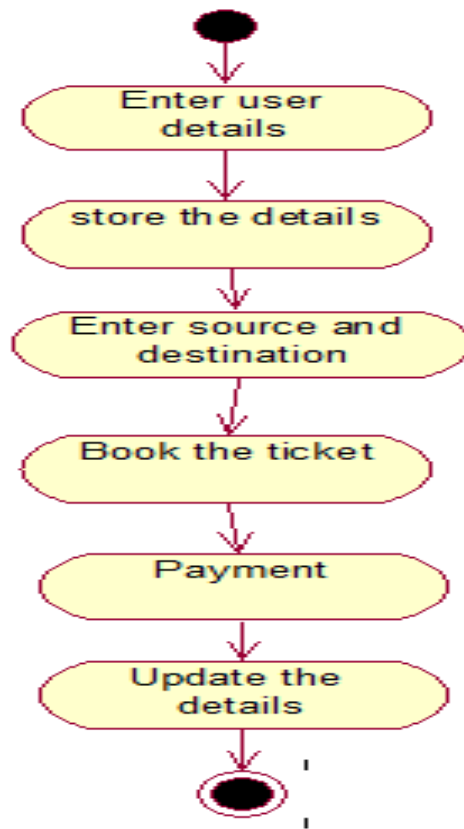 Enter user
details
store the details
Enter source and
destination
Book the ticket
Payment
Update the
details